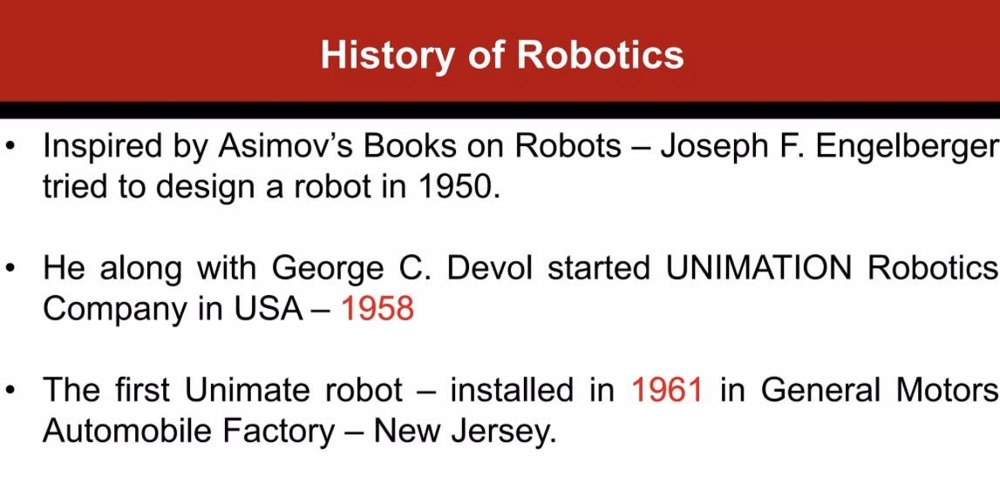 History of Robotics
• Inspired by Asimov’s Books on Robots – Joseph F. Engelberger
tried to design a robot in 1950.
• He along with George C. Devol started UNIMATION Robotics
Company in USA – 1958
• The first Unimate robot – installed in 1961 in General Motors
Automobile Factory – New Jersey.